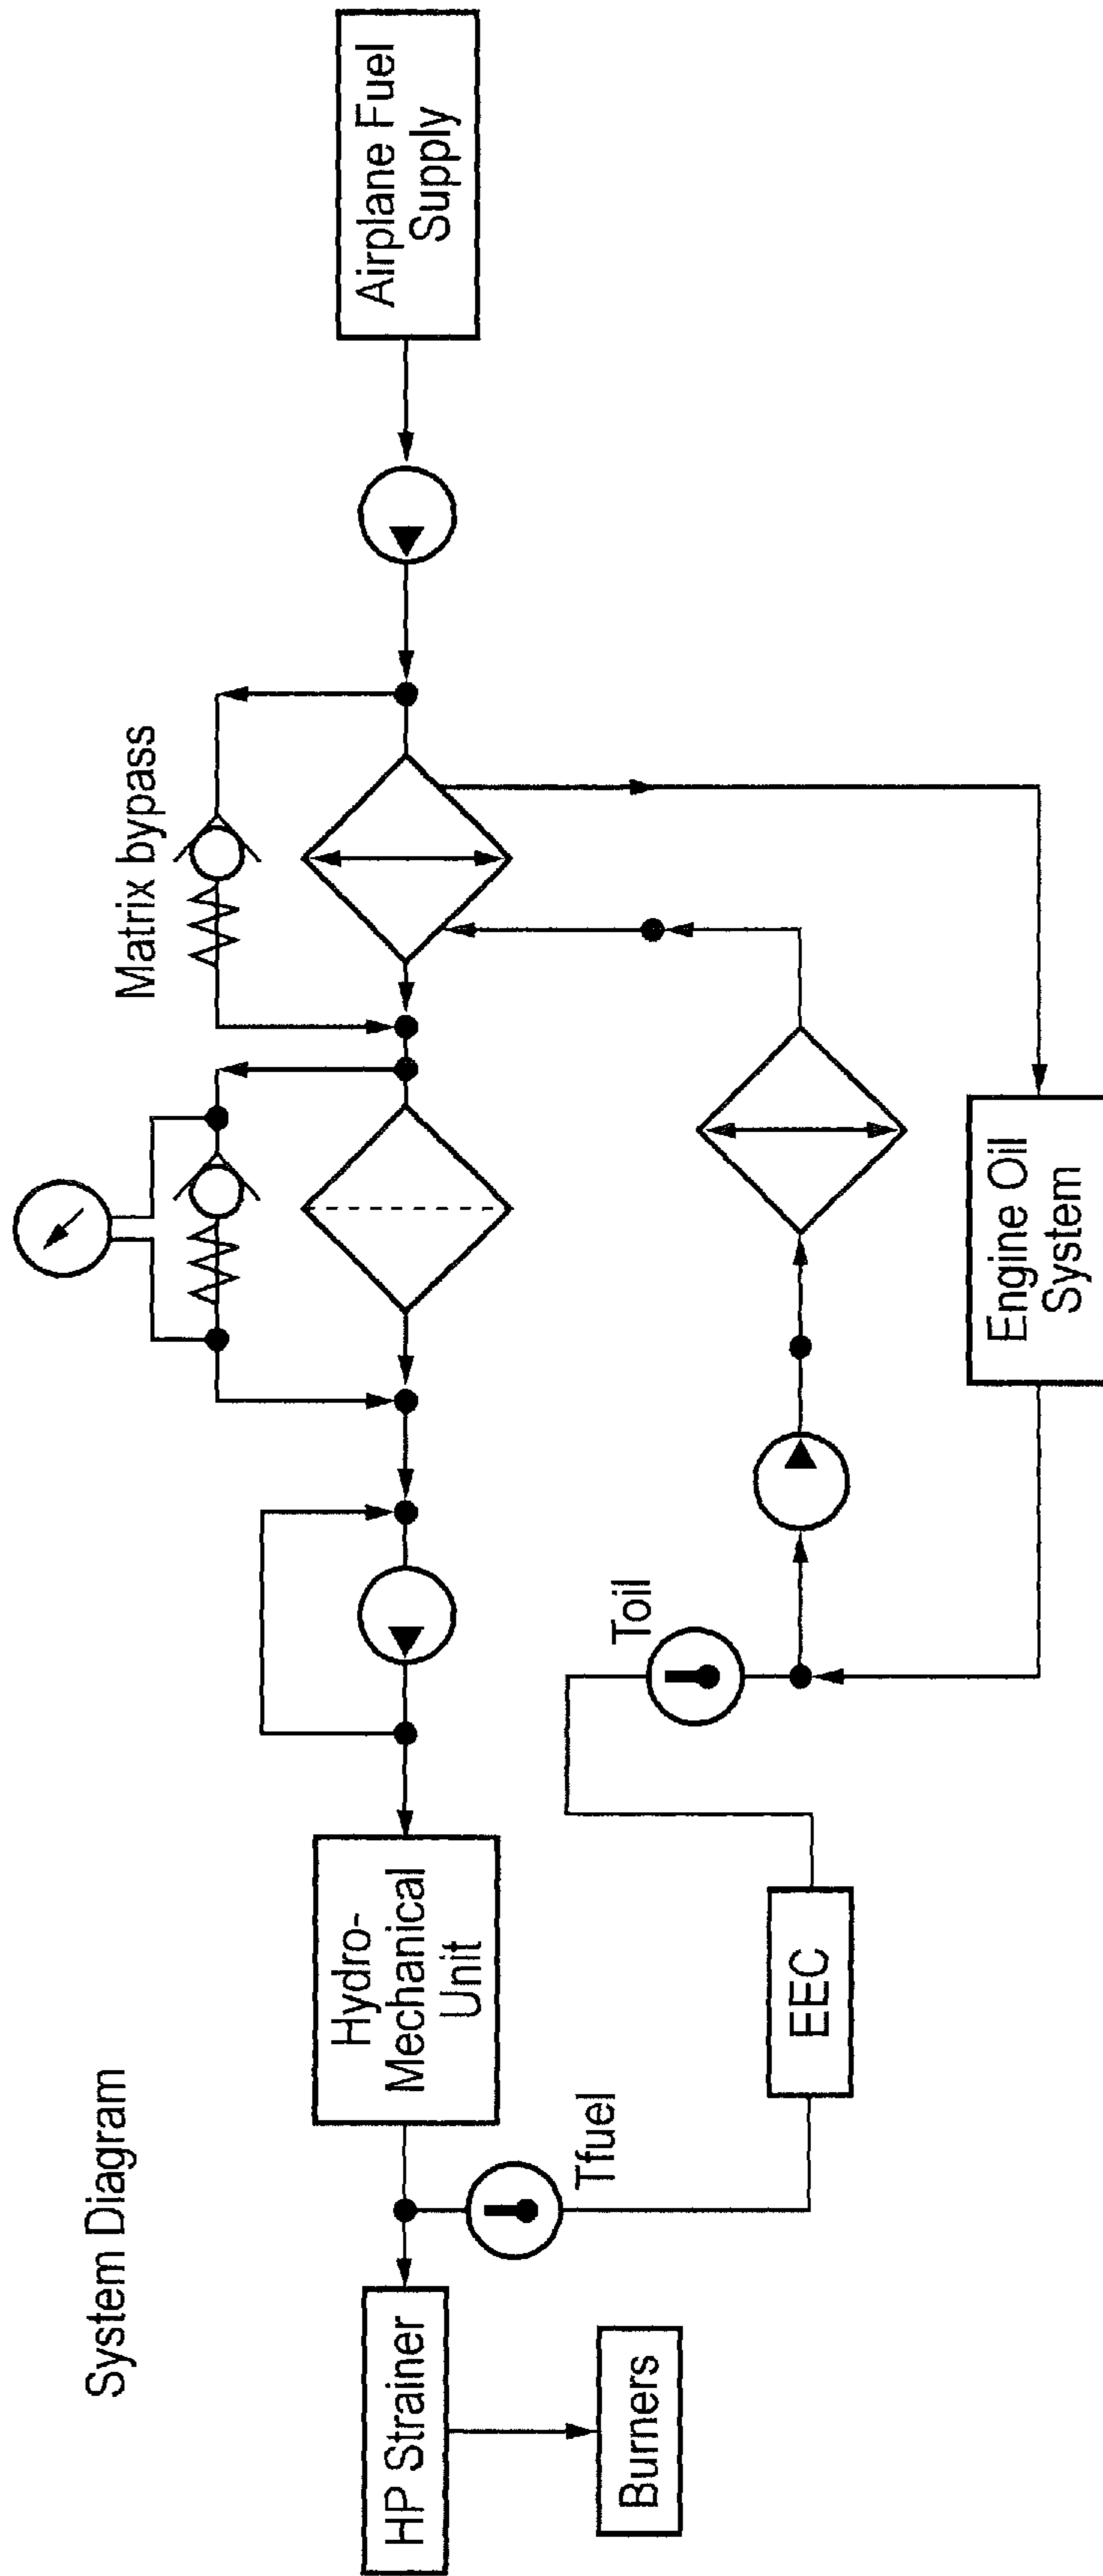 System Diagram
Airplane Fuel
Supply
Matrix bypass
Hydro-
Mechanical
Unit
HP Strainer
Burners
Tfuel
Toil
EEC
Engine Oil
System